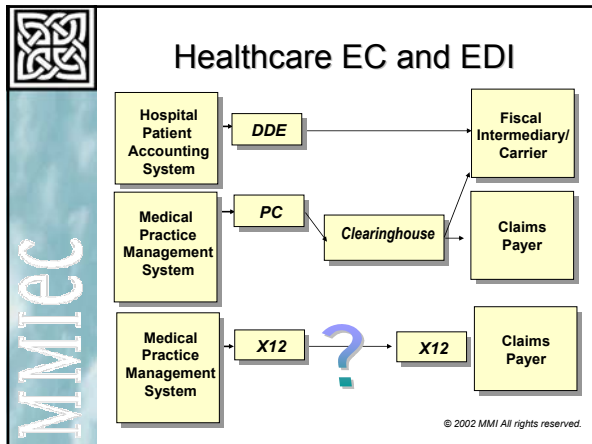 Healthcare EC and EDI
Hospital
Patient
Accounting
System
DDE
Fiscal
Intermediary/
Carrier
Medical
Practice
Management
System
PC
Clearinghouse
Claims
Payer
Medical
Practice
Management
System
X12
?
X12
Claims
Payer
MMIec
© 2002 MMI All rights reserved.